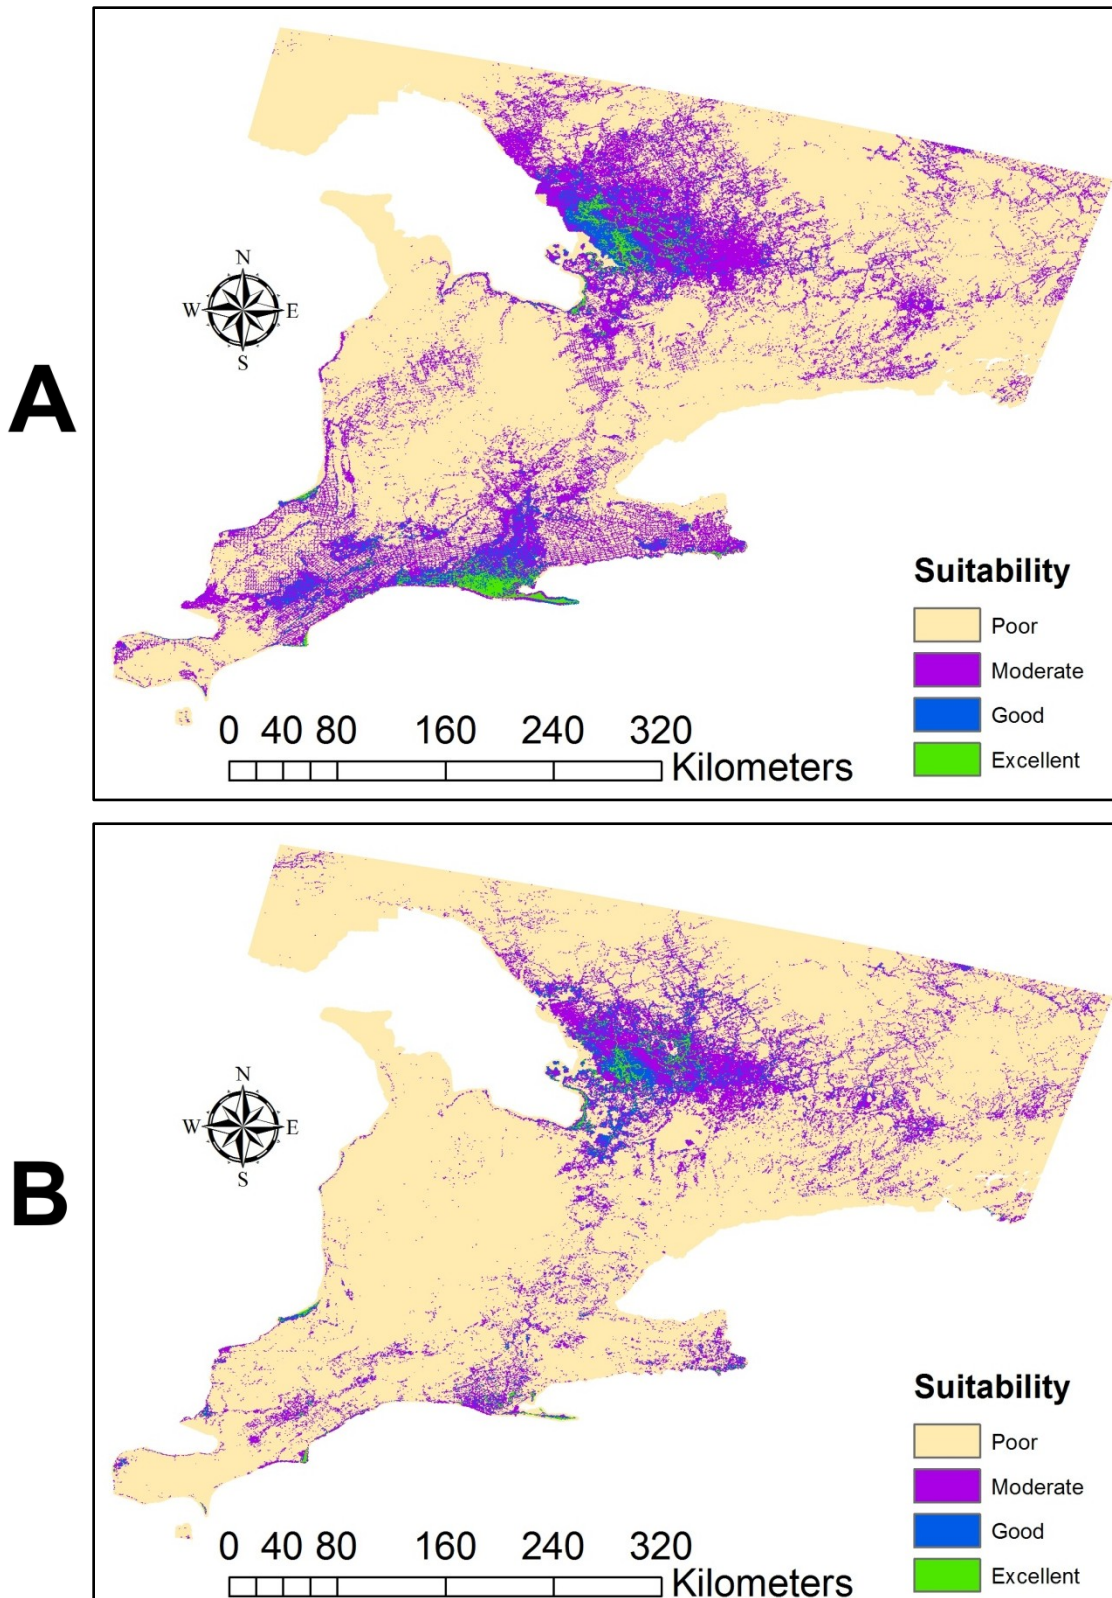 A
N
W E
S
Suitability
Poor
Moderate
Good
Excellent
0 40 80 160 240 320
Kilometers
B
N
W E
S
Suitability
Poor
Moderate
Good
Excellent
0 40 80 160 240 320
Kilometers